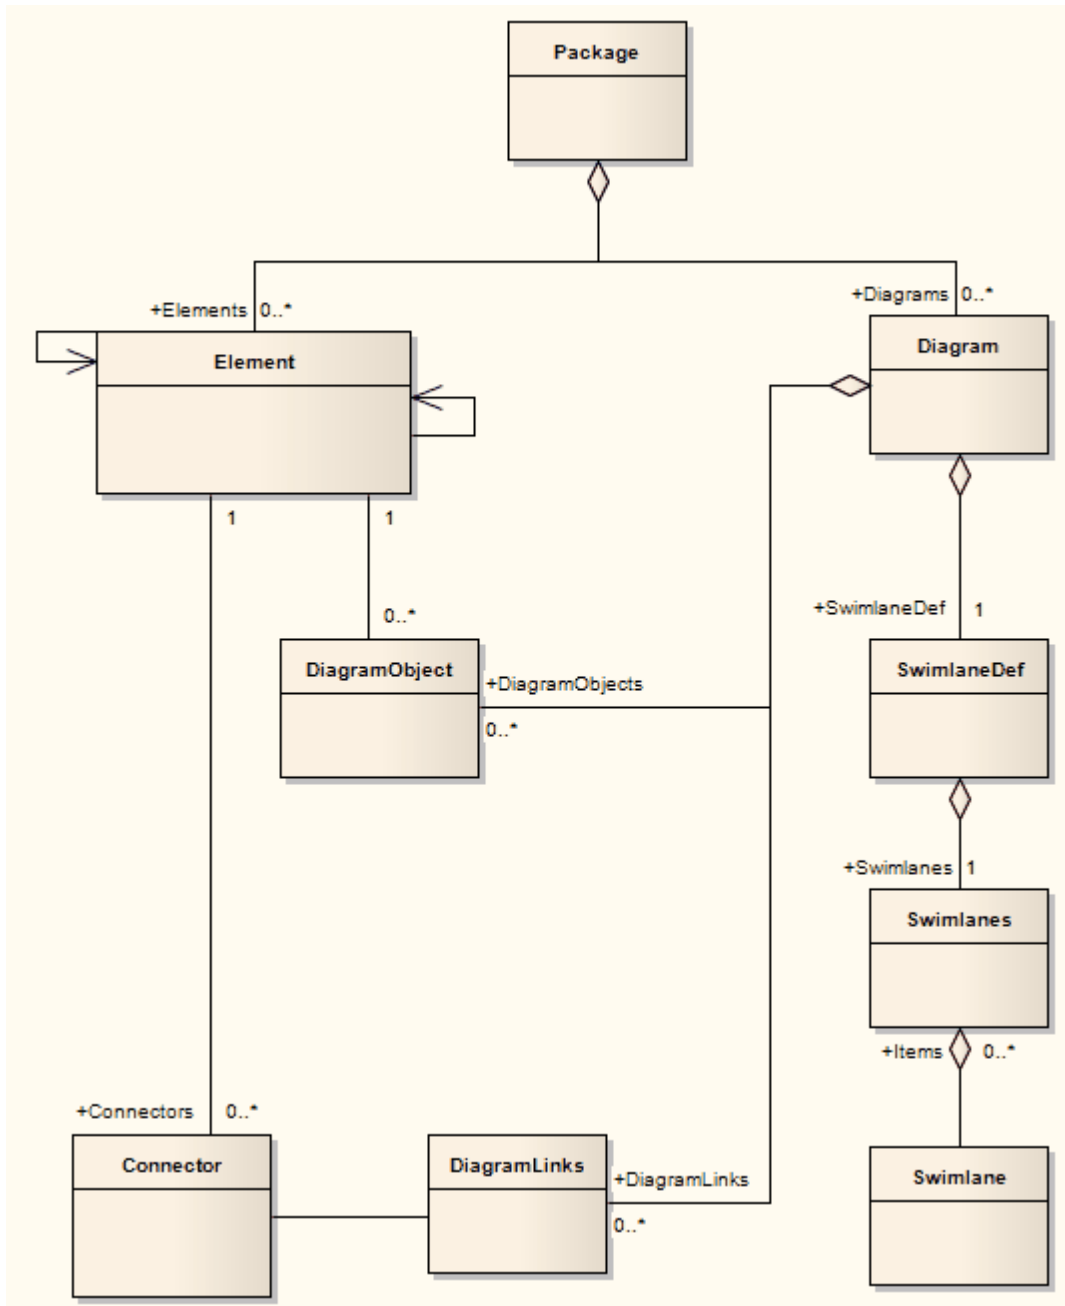 Package
+Elements 0..*
+Diagrams 0..*
Element
Diagram
1
1
+SwimlaneDef 1
0..*
DiagramObject
+DiagramObjects
0..*
SwimlaneDef
+Swimlanes 1
Swimlanes
+Items 0..*
+Connectors 0..*
Connector
DiagramLinks
+DiagramLinks
0..*
Swimlane